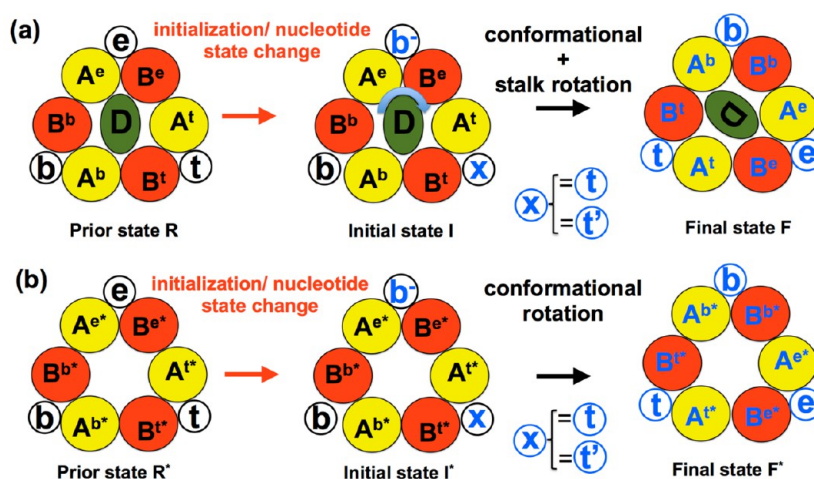 (a)
initialization/ nucleotide
state change
conformational
+
stalk rotation
e
Aᵉ Bᵉ
Bᵇ D Aᵗ
b Aᵇ Bᵗ t
Prior state R
b⁻
Aᵉ Bᵉ
Bᵇ D Aᵗ
b Aᵇ Bᵗ x
Initial state I
x = t
= t'
b
Aᵇ Bᵇ
Bᵗ D Aᵉ
t Aᵗ Bᵉ e
Final state F
(b)
initialization/ nucleotide
state change
conformational
rotation
e
Aᵉ* Bᵉ*
Bᵇ* Aᵗ*
b Aᵇ* Bᵗ* t
Prior state R*
b⁻
Aᵉ* Bᵉ*
Bᵇ* Aᵗ*
b Aᵇ* Bᵗ* x
Initial state I*
x = t
= t'
b
Aᵇ* Bᵇ*
Bᵗ* Aᵉ*
t Aᵗ* Bᵉ* e
Final state F*